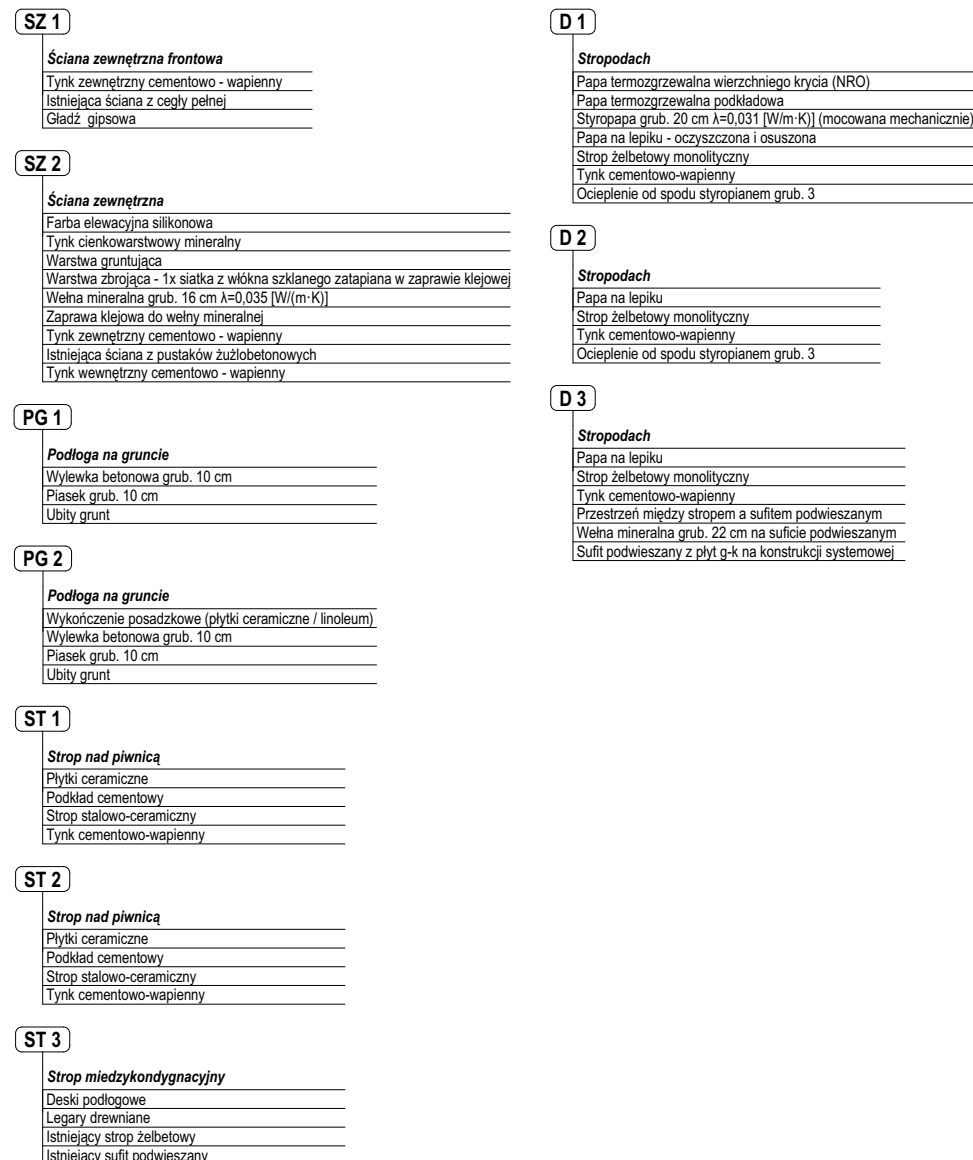 SZ 1
Ściana zewnętrzna frontowa
Tynk zewnętrzny cementowo - wapienny
Istniejąca ściana z cegły pełnej
Gładź gipsowa
SZ 2
Ściana zewnętrzna
Farba elewacyjna silikonowa
Tynk cienkowarstwowy mineralny
Warstwa gruntująca
Warstwa zbrojąca - 1x siatka z włókna szklanego zatapiana w zaprawie klejowej
Wełna mineralna grub. 16 cm λ=0,035 [W/(m·K)]
Zaprawa klejowa do wełny mineralnej
Tynk zewnętrzny cementowo - wapienny
Istniejąca ściana z pustaków żużlobetonowych
Tynk wewnętrzny cementowo - wapienny
PG 1
Podłoga na gruncie
Wylewka betonowa grub. 10 cm
Piasek grub. 10 cm
Ubity grunt
PG 2
Podłoga na gruncie
Wykończenie posadzkowe (płytki ceramiczne / linoleum)
Wylewka betonowa grub. 10 cm
Piasek grub. 10 cm
Ubity grunt
ST 1
Strop nad piwnicą
Płytki ceramiczne
Podkład cementowy
Strop stalowo-ceramiczny
Tynk cementowo-wapienny
ST 2
Strop nad piwnicą
Płytki ceramiczne
Podkład cementowy
Strop stalowo-ceramiczny
Tynk cementowo-wapienny
ST 3
Strop miedzykondygnacyjny
Deski podłogowe
Legary drewniane
Istniejący strop żelbetowy
Istniejący sufit podwieszany
D 1
Stropodach
Papa termozgrzewalna wierzchniego krycia (NRO)
Papa termozgrzewalna podkładowa
Styropapa grub. 20 cm λ=0,031 [W/m·K)] (mocowana mechanicznie)
Papa na lepiku - oczyszczona i osuszona
Strop żelbetowy monolityczny
Tynk cementowo-wapienny
Ocieplenie od spodu styropianem grub. 3
D 2
Stropodach
Papa na lepiku
Strop żelbetowy monolityczny
Tynk cementowo-wapienny
Ocieplenie od spodu styropianem grub. 3
D 3
Stropodach
Papa na lepiku
Strop żelbetowy monolityczny
Tynk cementowo-wapienny
Przestrzeń między stropem a sufitem podwieszanym
Wełna mineralna grub. 22 cm na suficie podwieszanym
Sufit podwieszany z płyt g-k na konstrukcji systemowej